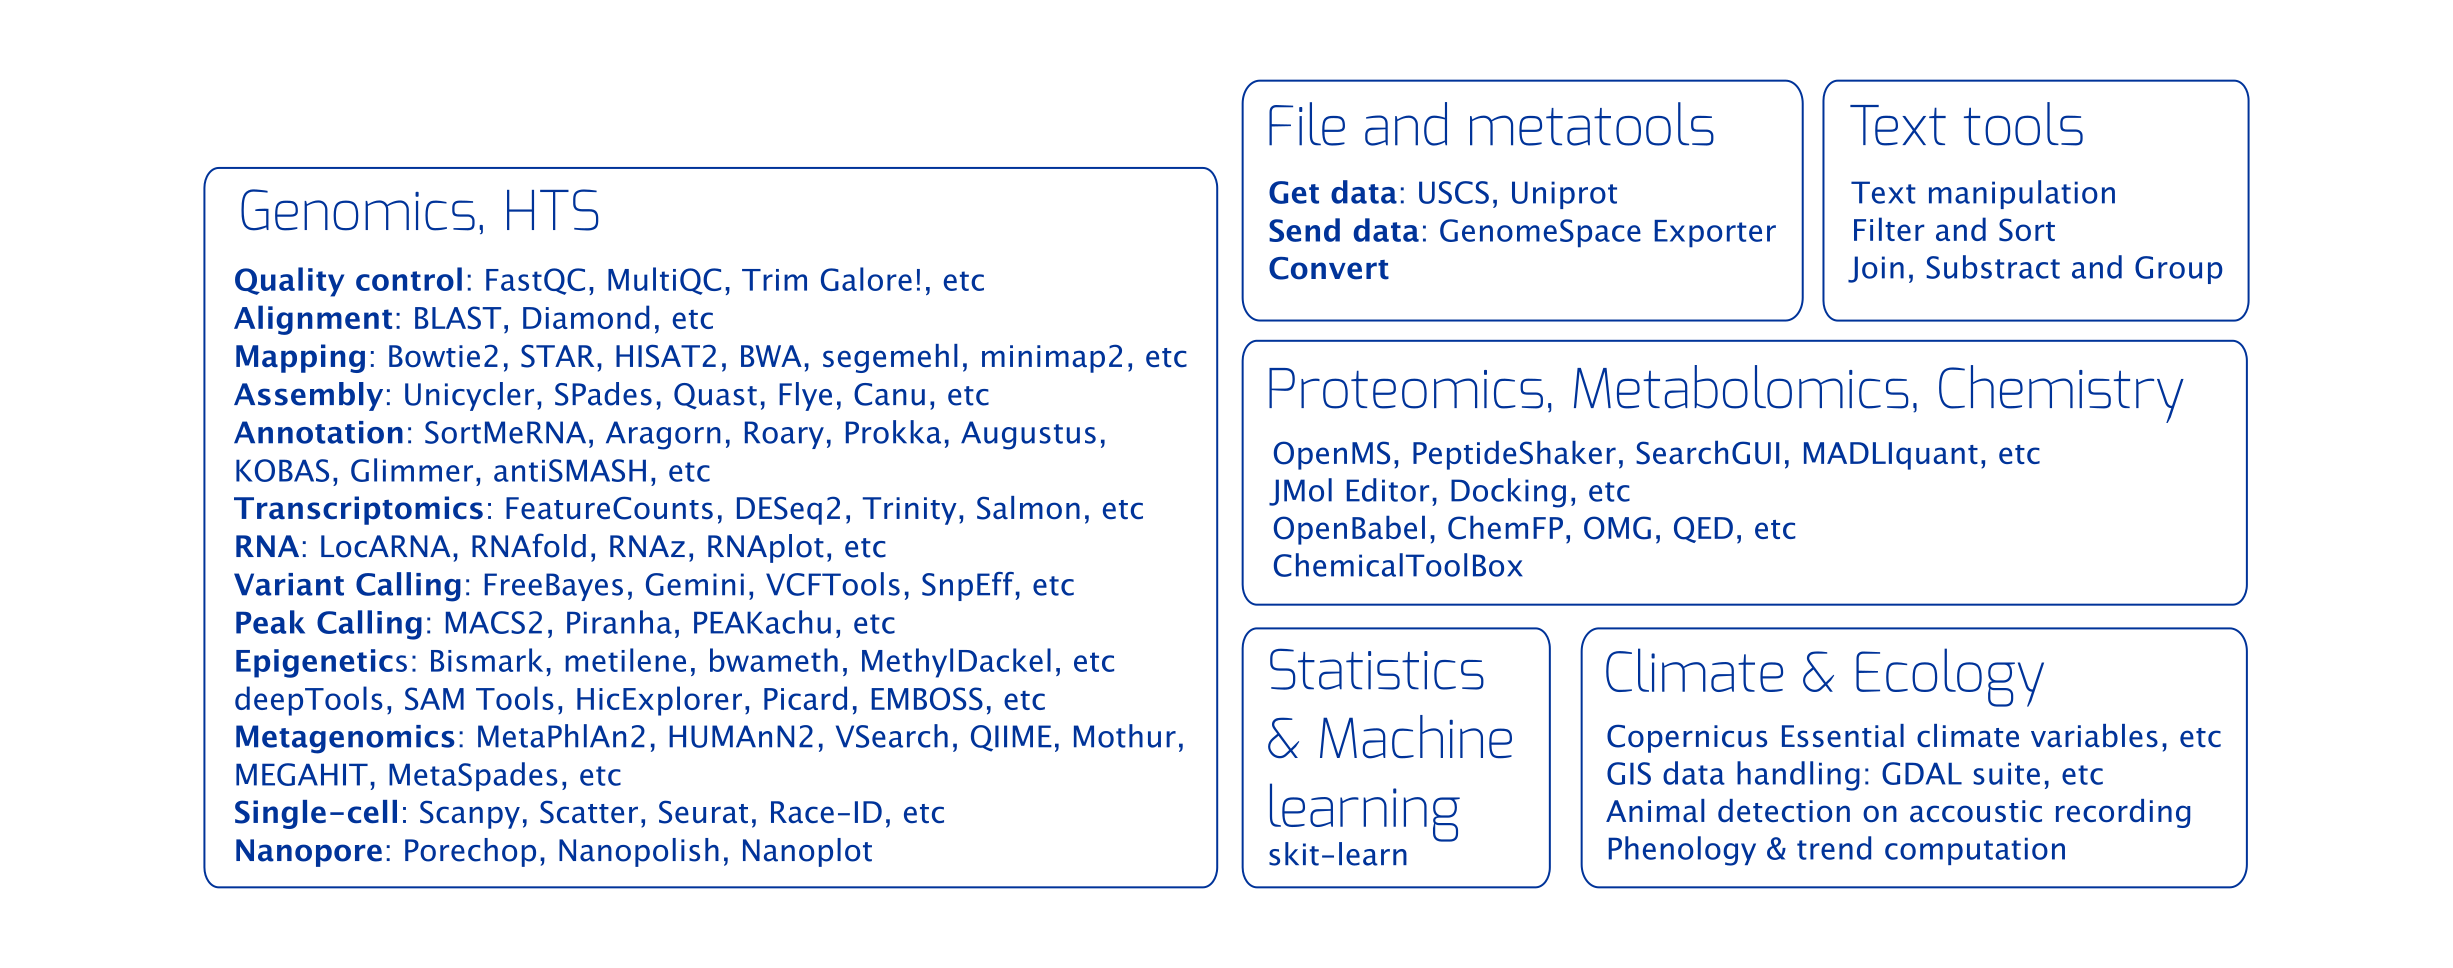 Genomics, HTS
Quality control: FastQC, MultiQC, Trim Galore!, etc
Alignment: BLAST, Diamond, etc
Mapping: Bowtie2, STAR, HISAT2, BWA, segemehl, minimap2, etc
Assembly: Unicycler, SPades, Quast, Flye, Canu, etc
Annotation: SortMeRNA, Aragorn, Roary, Prokka, Augustus,
KOBAS, Glimmer, antiSMASH, etc
Transcriptomics: FeatureCounts, DESeq2, Trinity, Salmon, etc
RNA: LocARNA, RNAfold, RNAz, RNAplot, etc
Variant Calling: FreeBayes, Gemini, VCFTools, SnpEff, etc
Peak Calling: MACS2, Piranha, PEAKachu, etc
Epigenetics: Bismark, metilene, bwameth, MethylDackel, etc
deepTools, SAM Tools, HicExplorer, Picard, EMBOSS, etc
Metagenomics: MetaPhlAn2, HUMAnN2, VSearch, QIIME, Mothur,
MEGAHIT, MetaSpades, etc
Single-cell: Scanpy, Scatter, Seurat, Race-ID, etc
Nanopore: Porechop, Nanopolish, Nanoplot
File and metatools
Get data: USCS, Uniprot
Send data: GenomeSpace Exporter
Convert
Text tools
Text manipulation
Filter and Sort
Join, Substract and Group
Proteomics, Metabolomics, Chemistry
OpenMS, PeptideShaker, SearchGUI, MADLIquant, etc
JMol Editor, Docking, etc
OpenBabel, ChemFP, OMG, QED, etc
ChemicalToolBox
Statistics
& Machine
learning
skit-learn
Climate & Ecology
Copernicus Essential climate variables, etc
GIS data handling: GDAL suite, etc
Animal detection on accoustic recording
Phenology & trend computation